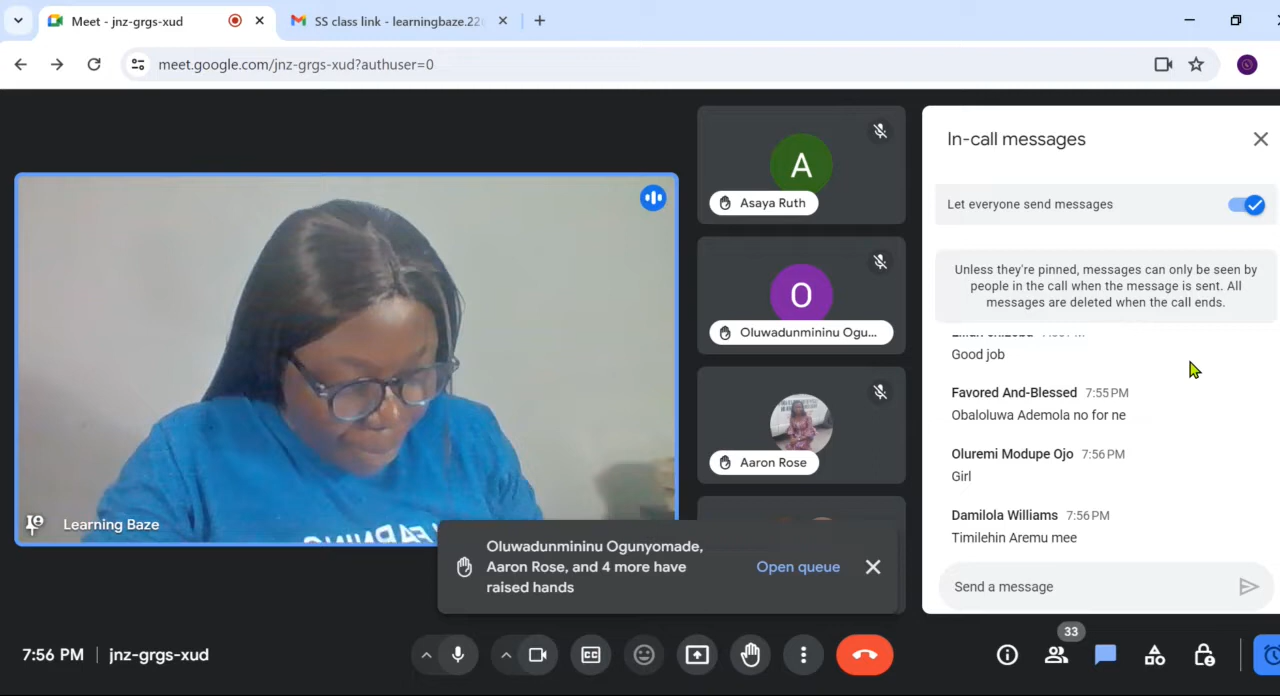 Meet - jnz-grgs-xud
SS class link - learningbaze.22
meet.google.com/jnz-grgs-xud?authuser=0
A
Asaya Ruth
O
Oluwadunmininu Ogu...
Aaron Rose
Learning Baze
In-call messages
Let everyone send messages
Unless they're pinned, messages can only be seen by
people in the call when the message is sent. All
messages are deleted when the call ends.
Good job
Favored And-Blessed 7:55 PM
Obaloluwa Ademola no for ne
Oluremi Modupe Ojo 7:56 PM
Girl
Damilola Williams 7:56 PM
Timilehin Aremu mee
Send a message
Oluwadunmininu Ogunyomade,
Aaron Rose, and 4 more have
raised hands
Open queue
7:56 PM | jnz-grgs-xud
CC
33